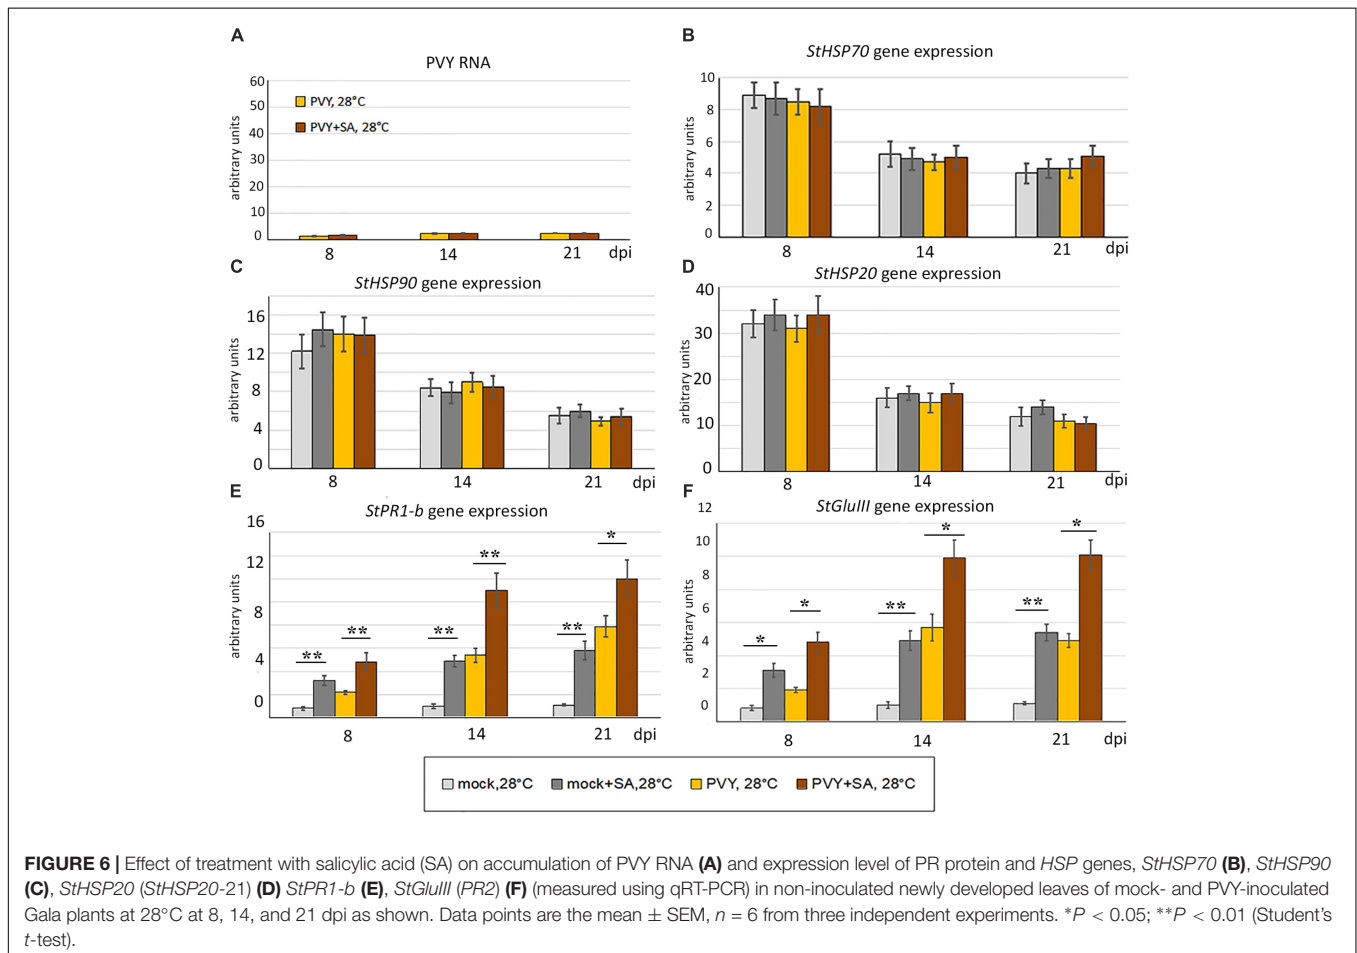 A
PVY RNA
60
50
40
30
20
10
0
arbitrary units
PVY, 28°C
PVY+SA, 28°C
8
14
21
dpi
B
StHSP70 gene expression
10
8
6
4
2
0
arbitrary units
8
14
21
dpi
C
StHSP90 gene expression
16
12
8
4
0
arbitrary units
8
14
21
dpi
D
StHSP20 gene expression
40
30
20
10
0
arbitrary units
8
14
21
dpi
E
StPR1-b gene expression
16
12
8
4
0
arbitrary units
**
**
**
**
**
*
8
14
21
dpi
F
StGluIII gene expression
12
10
8
6
4
2
0
arbitrary units
*
*
**
*
**
*
8
14
21
dpi
mock,28°C
mock+SA,28°C
PVY, 28°C
PVY+SA, 28°C
FIGURE 6 | Effect of treatment with salicylic acid (SA) on accumulation of PVY RNA (A) and expression level of PR protein and HSP genes, StHSP70 (B), StHSP90
(C), StHSP20 (StHSP20-21) (D) StPR1-b (E), StGluIII (PR2) (F) (measured using qRT-PCR) in non-inoculated newly developed leaves of mock- and PVY-inoculated
Gala plants at 28°C at 8, 14, and 21 dpi as shown. Data points are the mean ± SEM, n = 6 from three independent experiments. *P < 0.05; **P < 0.01 (Student's
t-test).